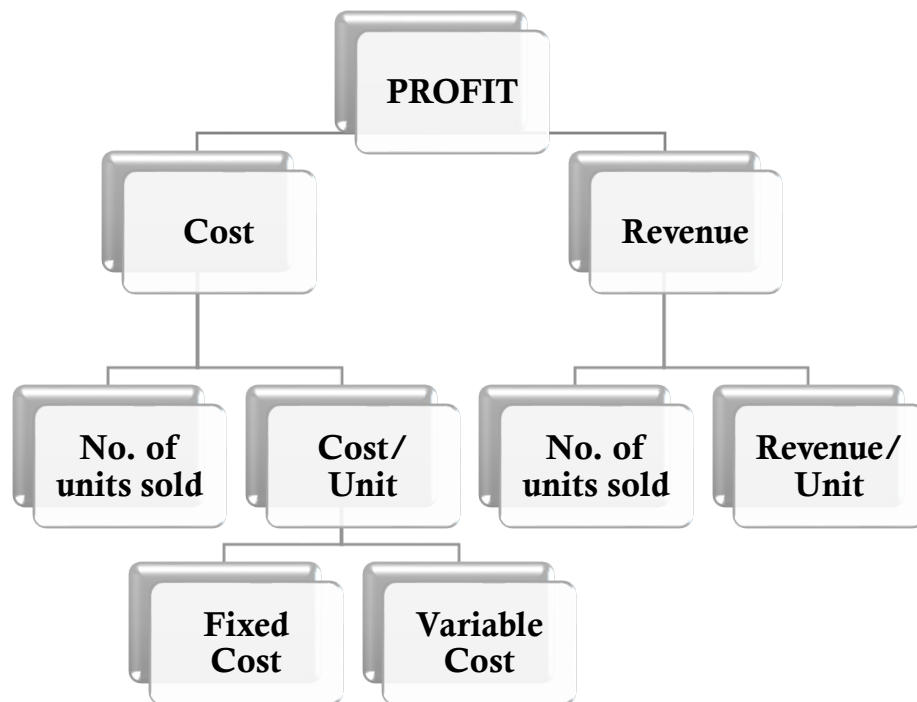 PROFIT
Cost
Revenue
No. of
units sold
Cost/
Unit
No. of
units sold
Revenue/
Unit
Fixed
Cost
Variable
Cost